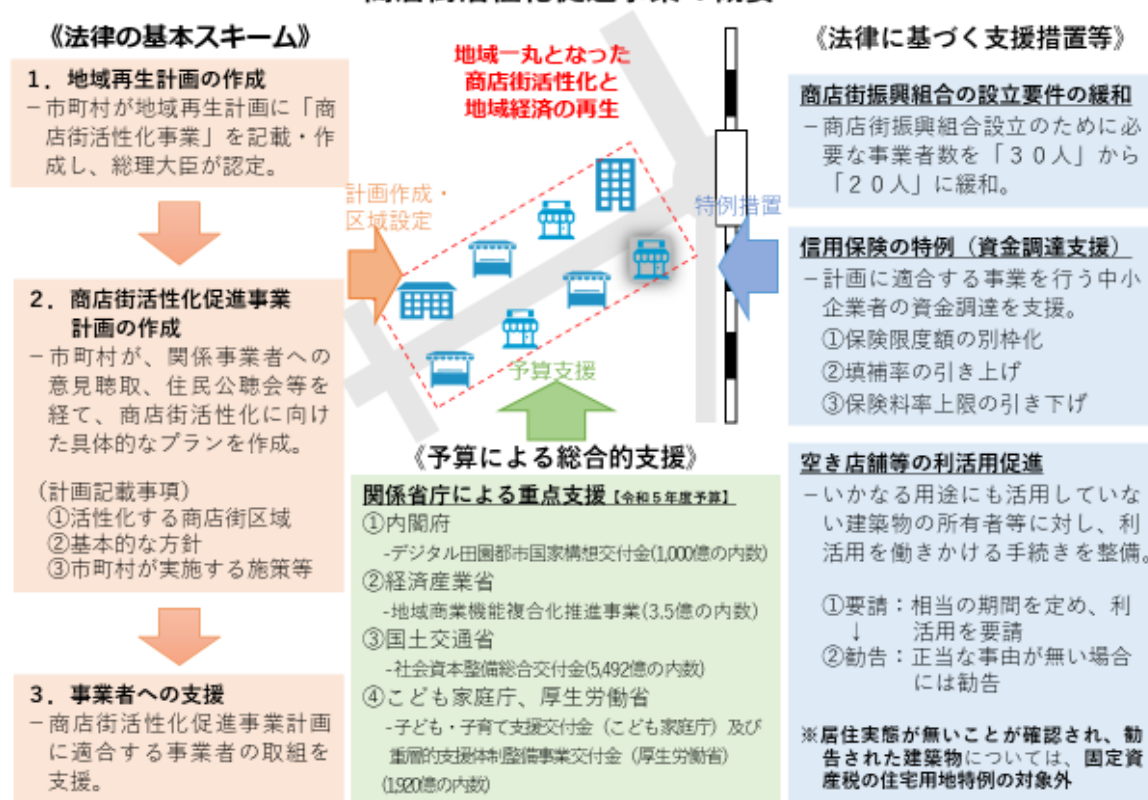 《法律の基本スキーム》
1．地域再生計画の作成
－市町村が地域再生計画に「商
店街活性化事業」を記載・作
成し、総理大臣が認定。
2．商店街活性化促進事業
計画の作成
－市町村が、関係事業者への
意見聴取、住民公聴会等を
経て、商店街活性化に向け
た具体的なプランを作成。
（計画記載事項）
①活性化する商店街区域
②基本的な方針
③市町村が実施する施策等
3．事業者への支援
－商店街活性化促進事業計画
に適合する事業者の取組を
支援。
地域一丸となった
商店街活性化と
地域経済の再生
計画作成・
区域設定
特例措置
予算支援
《予算による総合的支援》
関係省庁による重点支援【令和５年度予算】
①内閣府
-デジタル田園都市国家構想交付金(1,000億の内数)
②経済産業省
-地域商業機能複合化推進事業(3.5億の内数)
③国土交通省
-社会資本整備総合交付金(5,492億の内数)
④こども家庭庁、厚生労働省
-子ども・子育て支援交付金（こども家庭庁）及び
重層的支援体制整備事業交付金（厚生労働省）
(1,920億の内数)
《法律に基づく支援措置等》
商店街振興組合の設立要件の緩和
－商店街振興組合設立のために必
要な事業者数を「３０人」から
「２０人」に緩和。
信用保険の特例（資金調達支援）
－計画に適合する事業を行う中小
企業者の資金調達を支援。
①保険限度額の別枠化
②填補率の引き上げ
③保険料率上限の引き下げ
空き店舗等の利活用促進
－いかなる用途にも活用していな
い建築物の所有者等に対し、利
活用を働きかける手続きを整備。
①要請：相当の期間を定め、利
↓　活用を要請
②勧告：正当な事由が無い場合
には勧告
※居住実態が無いことが確認され、勧
告された建築物については、固定資
産税の住宅用地特例の対象外